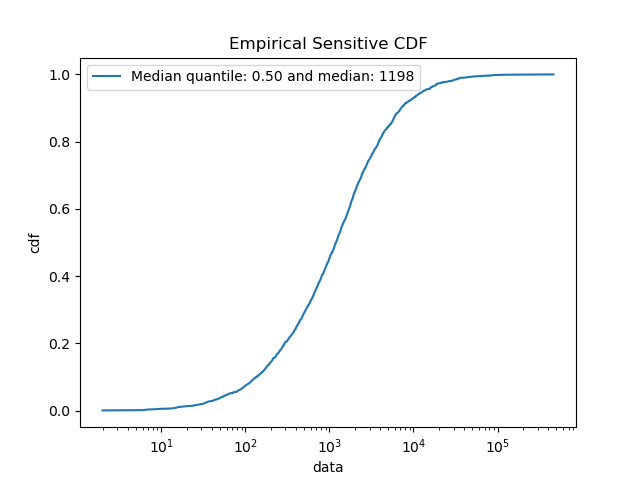 Empirical Sensitive CDF
Median quantile: 0.50 and median: 1198
1.0
0.8
0.6
0.4
0.2
0.0
cdf
10¹
10²
10³
10⁴
10⁵
data